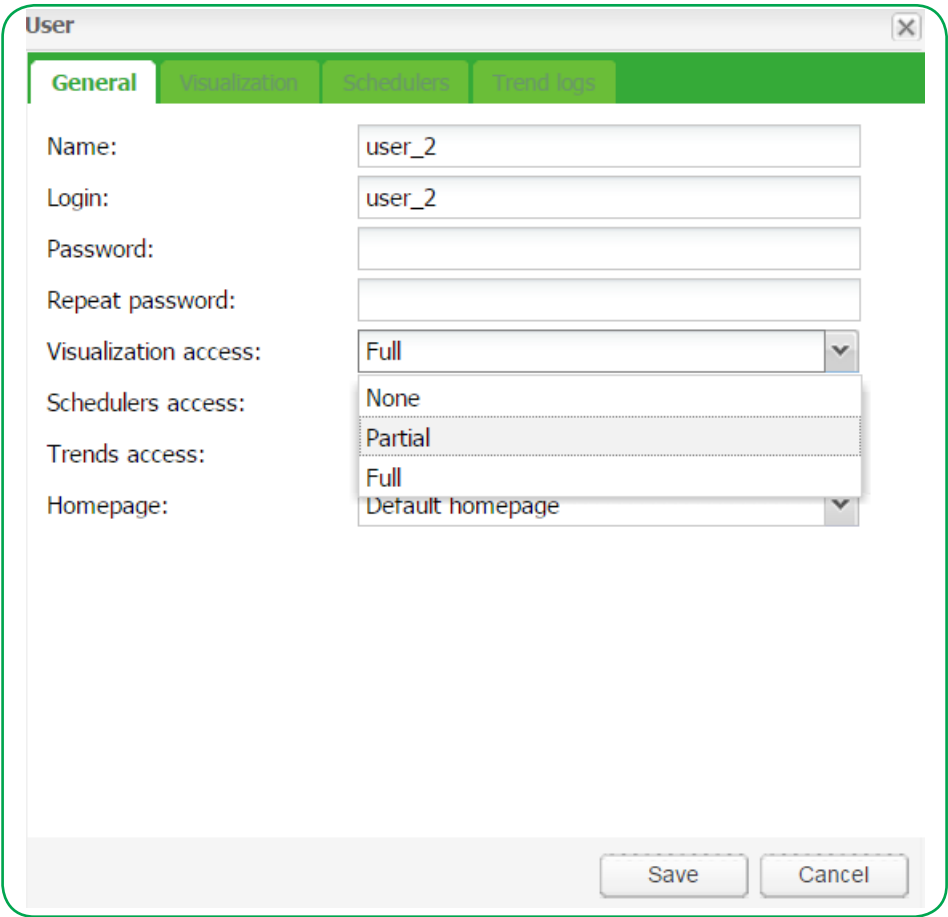 User
General Visualization Schedulers Trend logs
Name: user_2
Login: user_2
Password:
Repeat password:
Visualization access: Full
None
Schedulers access:
Partial
Trends access:
Full
Homepage: Default homepage
Save Cancel